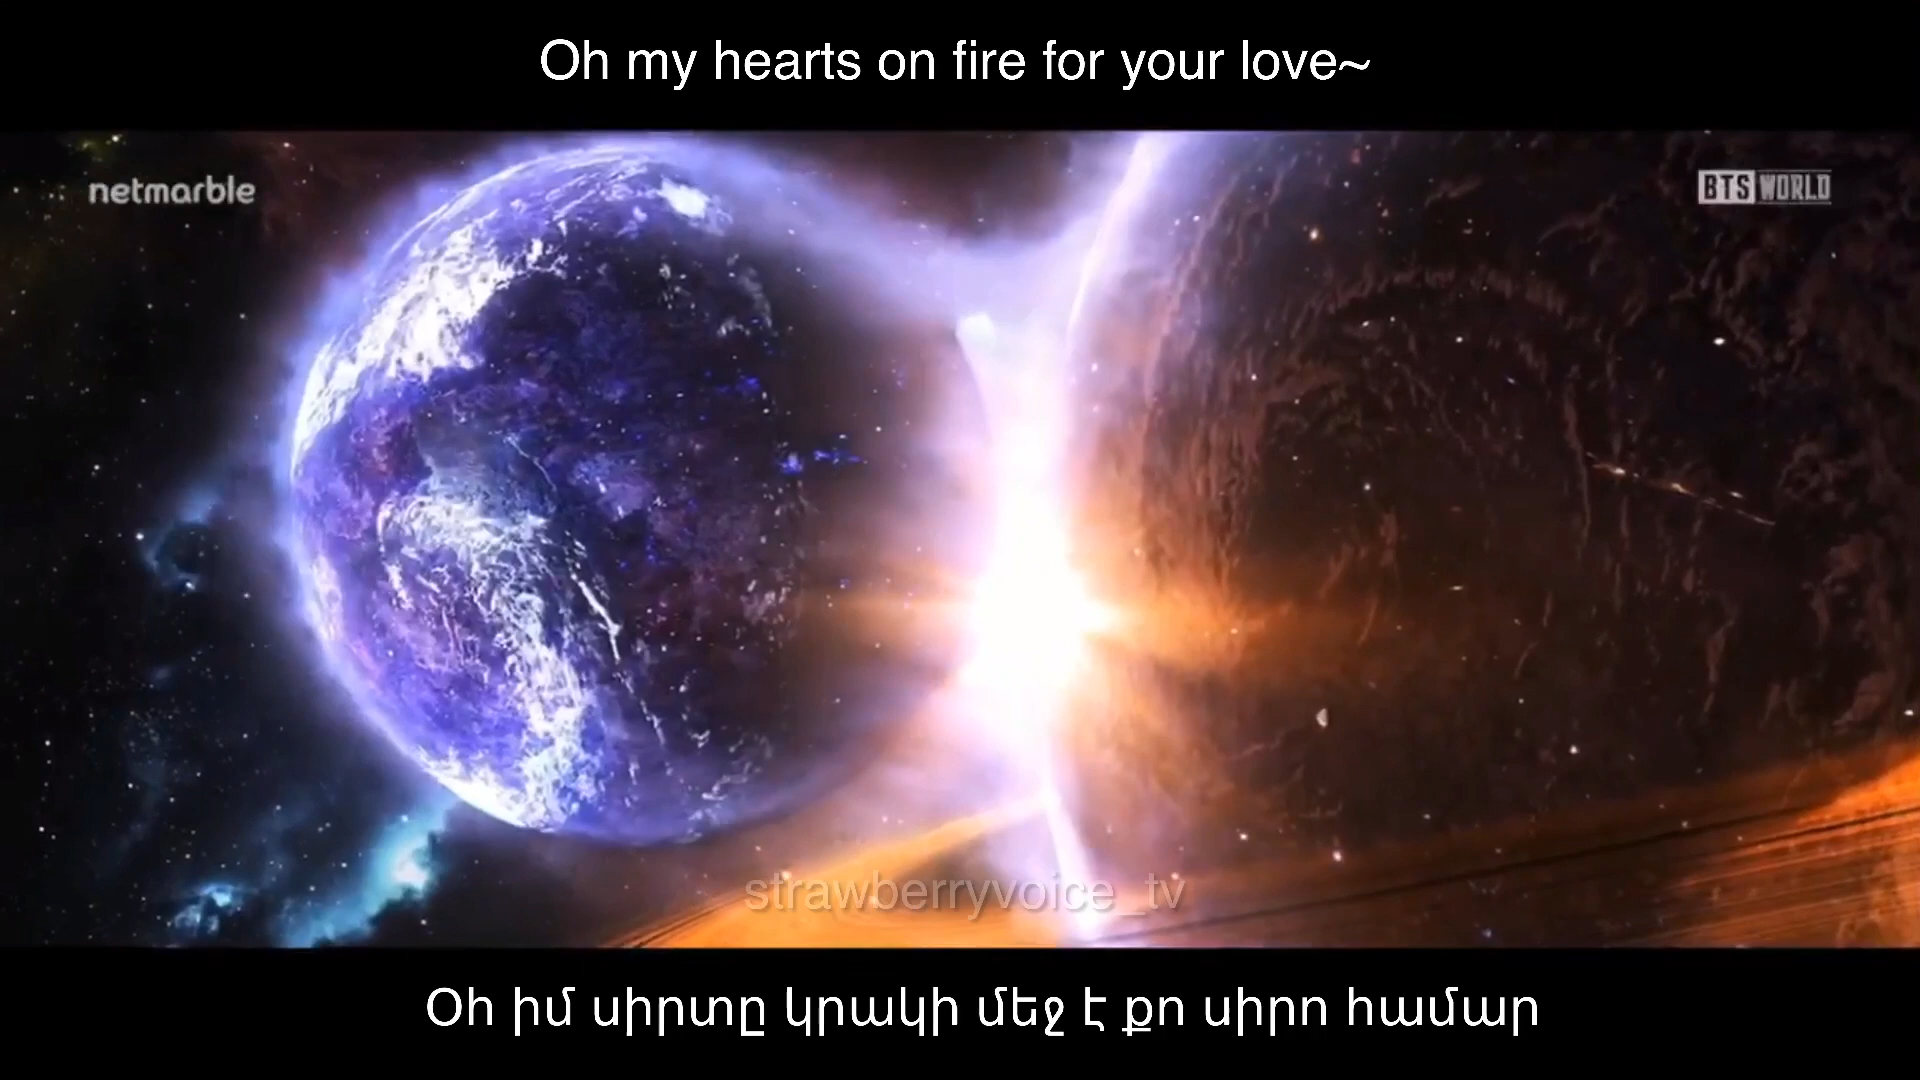 Oh my hearts on fire for your love~
netmarble
BTS WORLD
strawberryvoice_tv
Օհ իմ սիրտը կրակի մեջ է քո սիրո համար